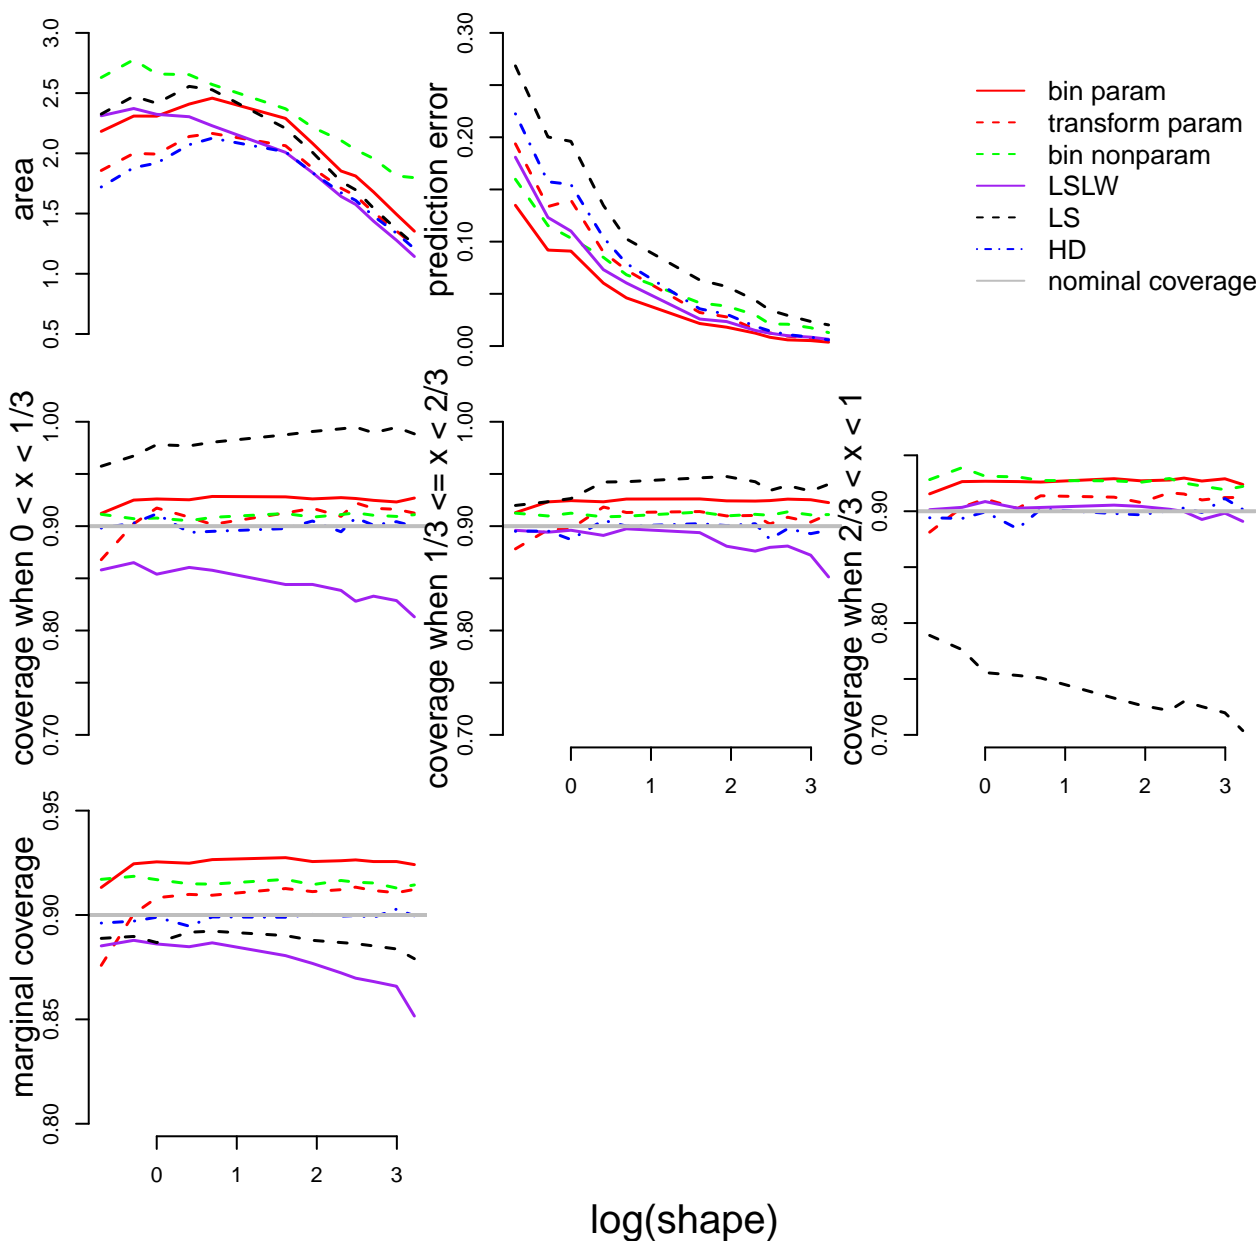 area
0.5 1.0 1.5 2.0 2.5 3.0
prediction error
0.00 0.10 0.20 0.30
bin param
transform param
bin nonparam
LSLW
LS
HD
nominal coverage
coverage when 0 < x < 1/3
0.70 0.80 0.90 1.00
coverage when 1/3 <= x < 2/3
0.70 0.80 0.90 1.00
0 1 2 3
coverage when 2/3 < x < 1
0.70 0.80 0.90
0 1 2 3
marginal coverage
0.80 0.85 0.90 0.95
0 1 2 3
log(shape)